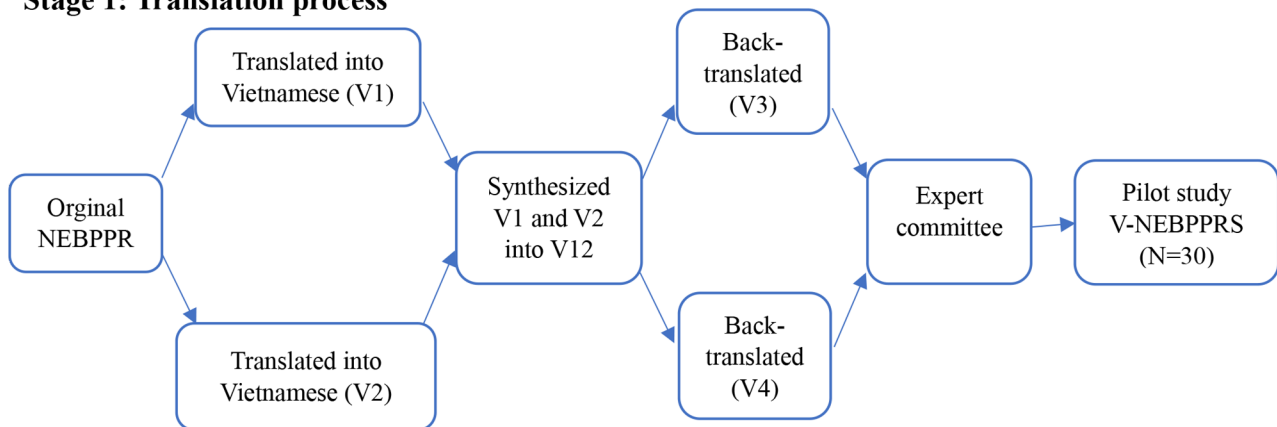 Stage 1: Translation process
Translated into
Vietnamese (V1)
Back-
translated
(V3)
Orginal
NEBPPR
Synthesized
V1 and V2
into V12
Expert
committee
Pilot study
V-NEBPPRS
(N=30)
Translated into
Vietnamese (V2)
Back-
translated
(V4)